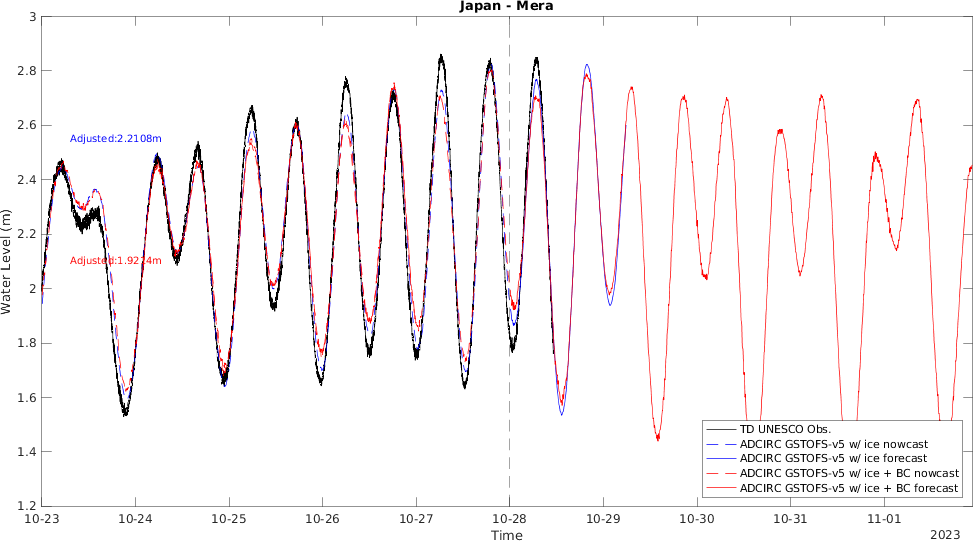 Japan - Mera
3
2.8
2.6
2.4
2.2
2
1.8
1.6
1.4
1.2
Water Level (m)
Adjusted:2.2108m
Adjusted:1.9214m
TD UNESCO Obs.
ADCIRC GSTOFS-v5 w/ ice nowcast
ADCIRC GSTOFS-v5 w/ ice forecast
ADCIRC GSTOFS-v5 w/ ice + BC nowcast
ADCIRC GSTOFS-v5 w/ ice + BC forecast
10-23 10-24 10-25 10-26 10-27 10-28 10-29 10-30 10-31 11-01
Time
2023